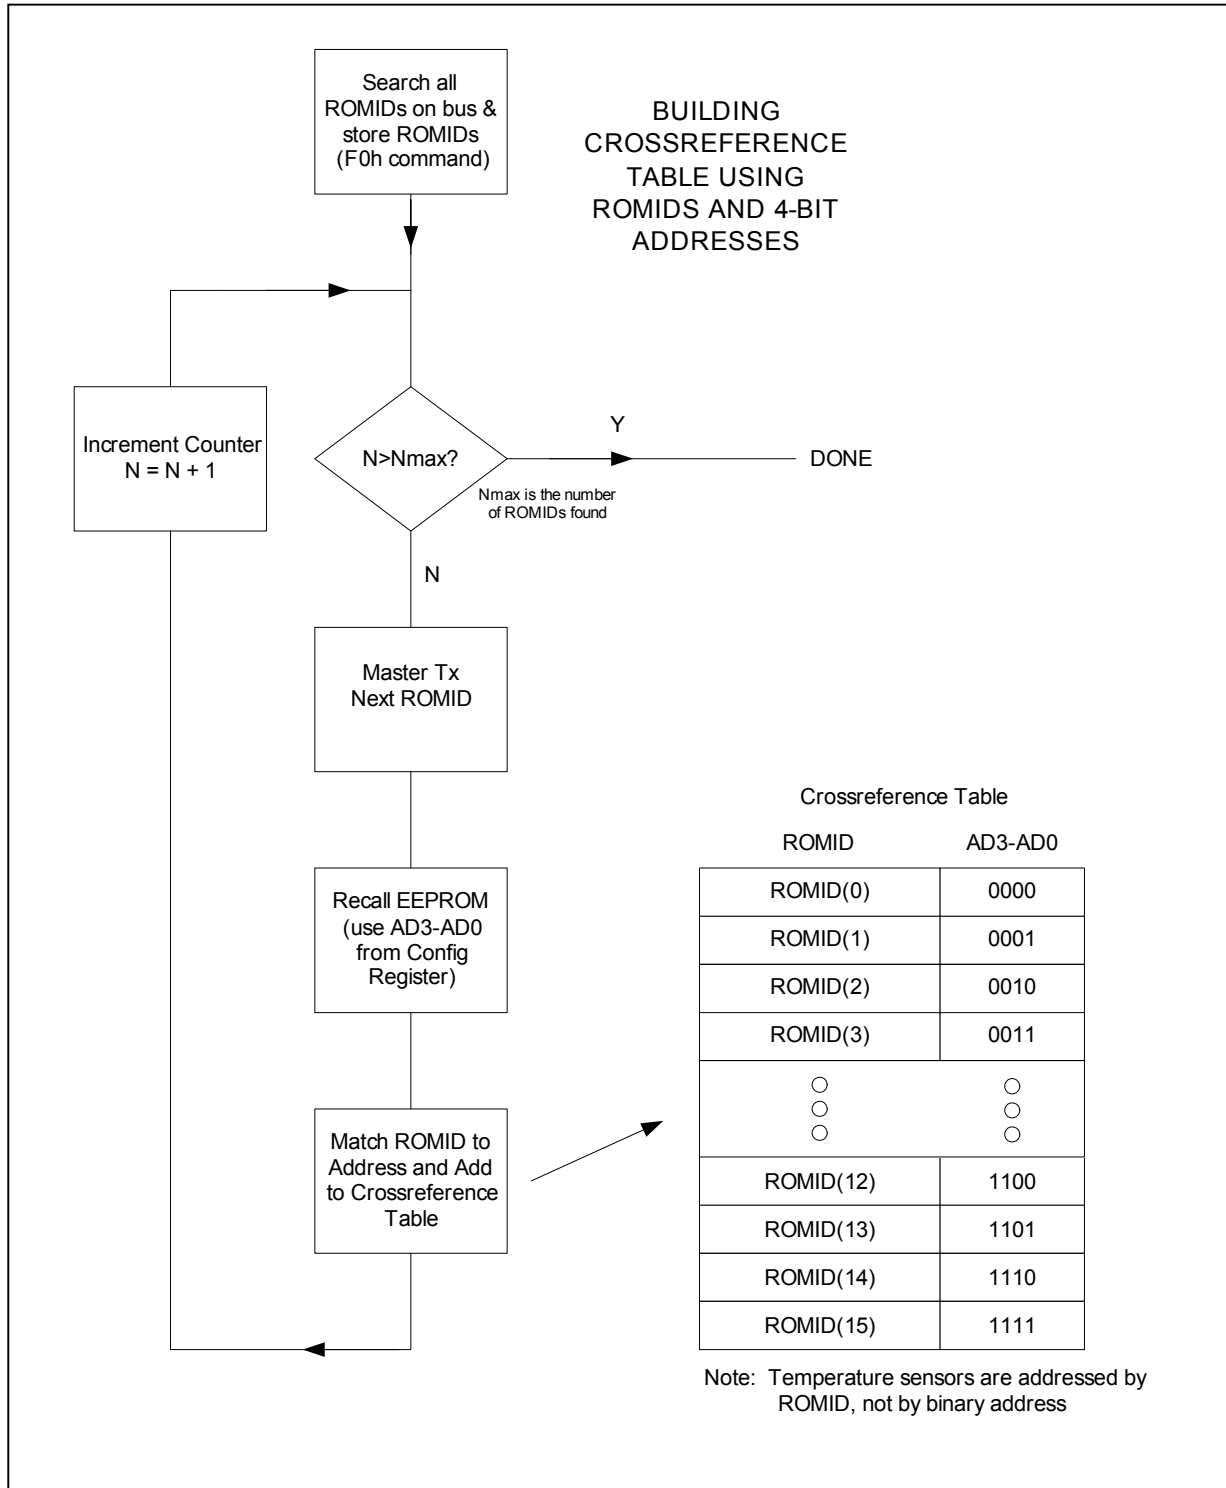 Search all
ROMIDs on bus &
store ROMIDs
(F0h command)
BUILDING
CROSSREFERENCE
TABLE USING
ROMIDS AND 4-BIT
ADDRESSES
Increment Counter
N = N + 1
N>Nmax?
Y
DONE
Nmax is the number
of ROMIDs found
N
Master Tx
Next ROMID
Recall EEPROM
(use AD3-AD0
from Config
Register)
Match ROMID to
Address and Add
to Crossreference
Table
Crossreference Table
ROMID AD3-AD0
ROMID(0) 0000
ROMID(1) 0001
ROMID(2) 0010
ROMID(3) 0011
ROMID(12) 1100
ROMID(13) 1101
ROMID(14) 1110
ROMID(15) 1111
Note: Temperature sensors are addressed by
ROMID, not by binary address